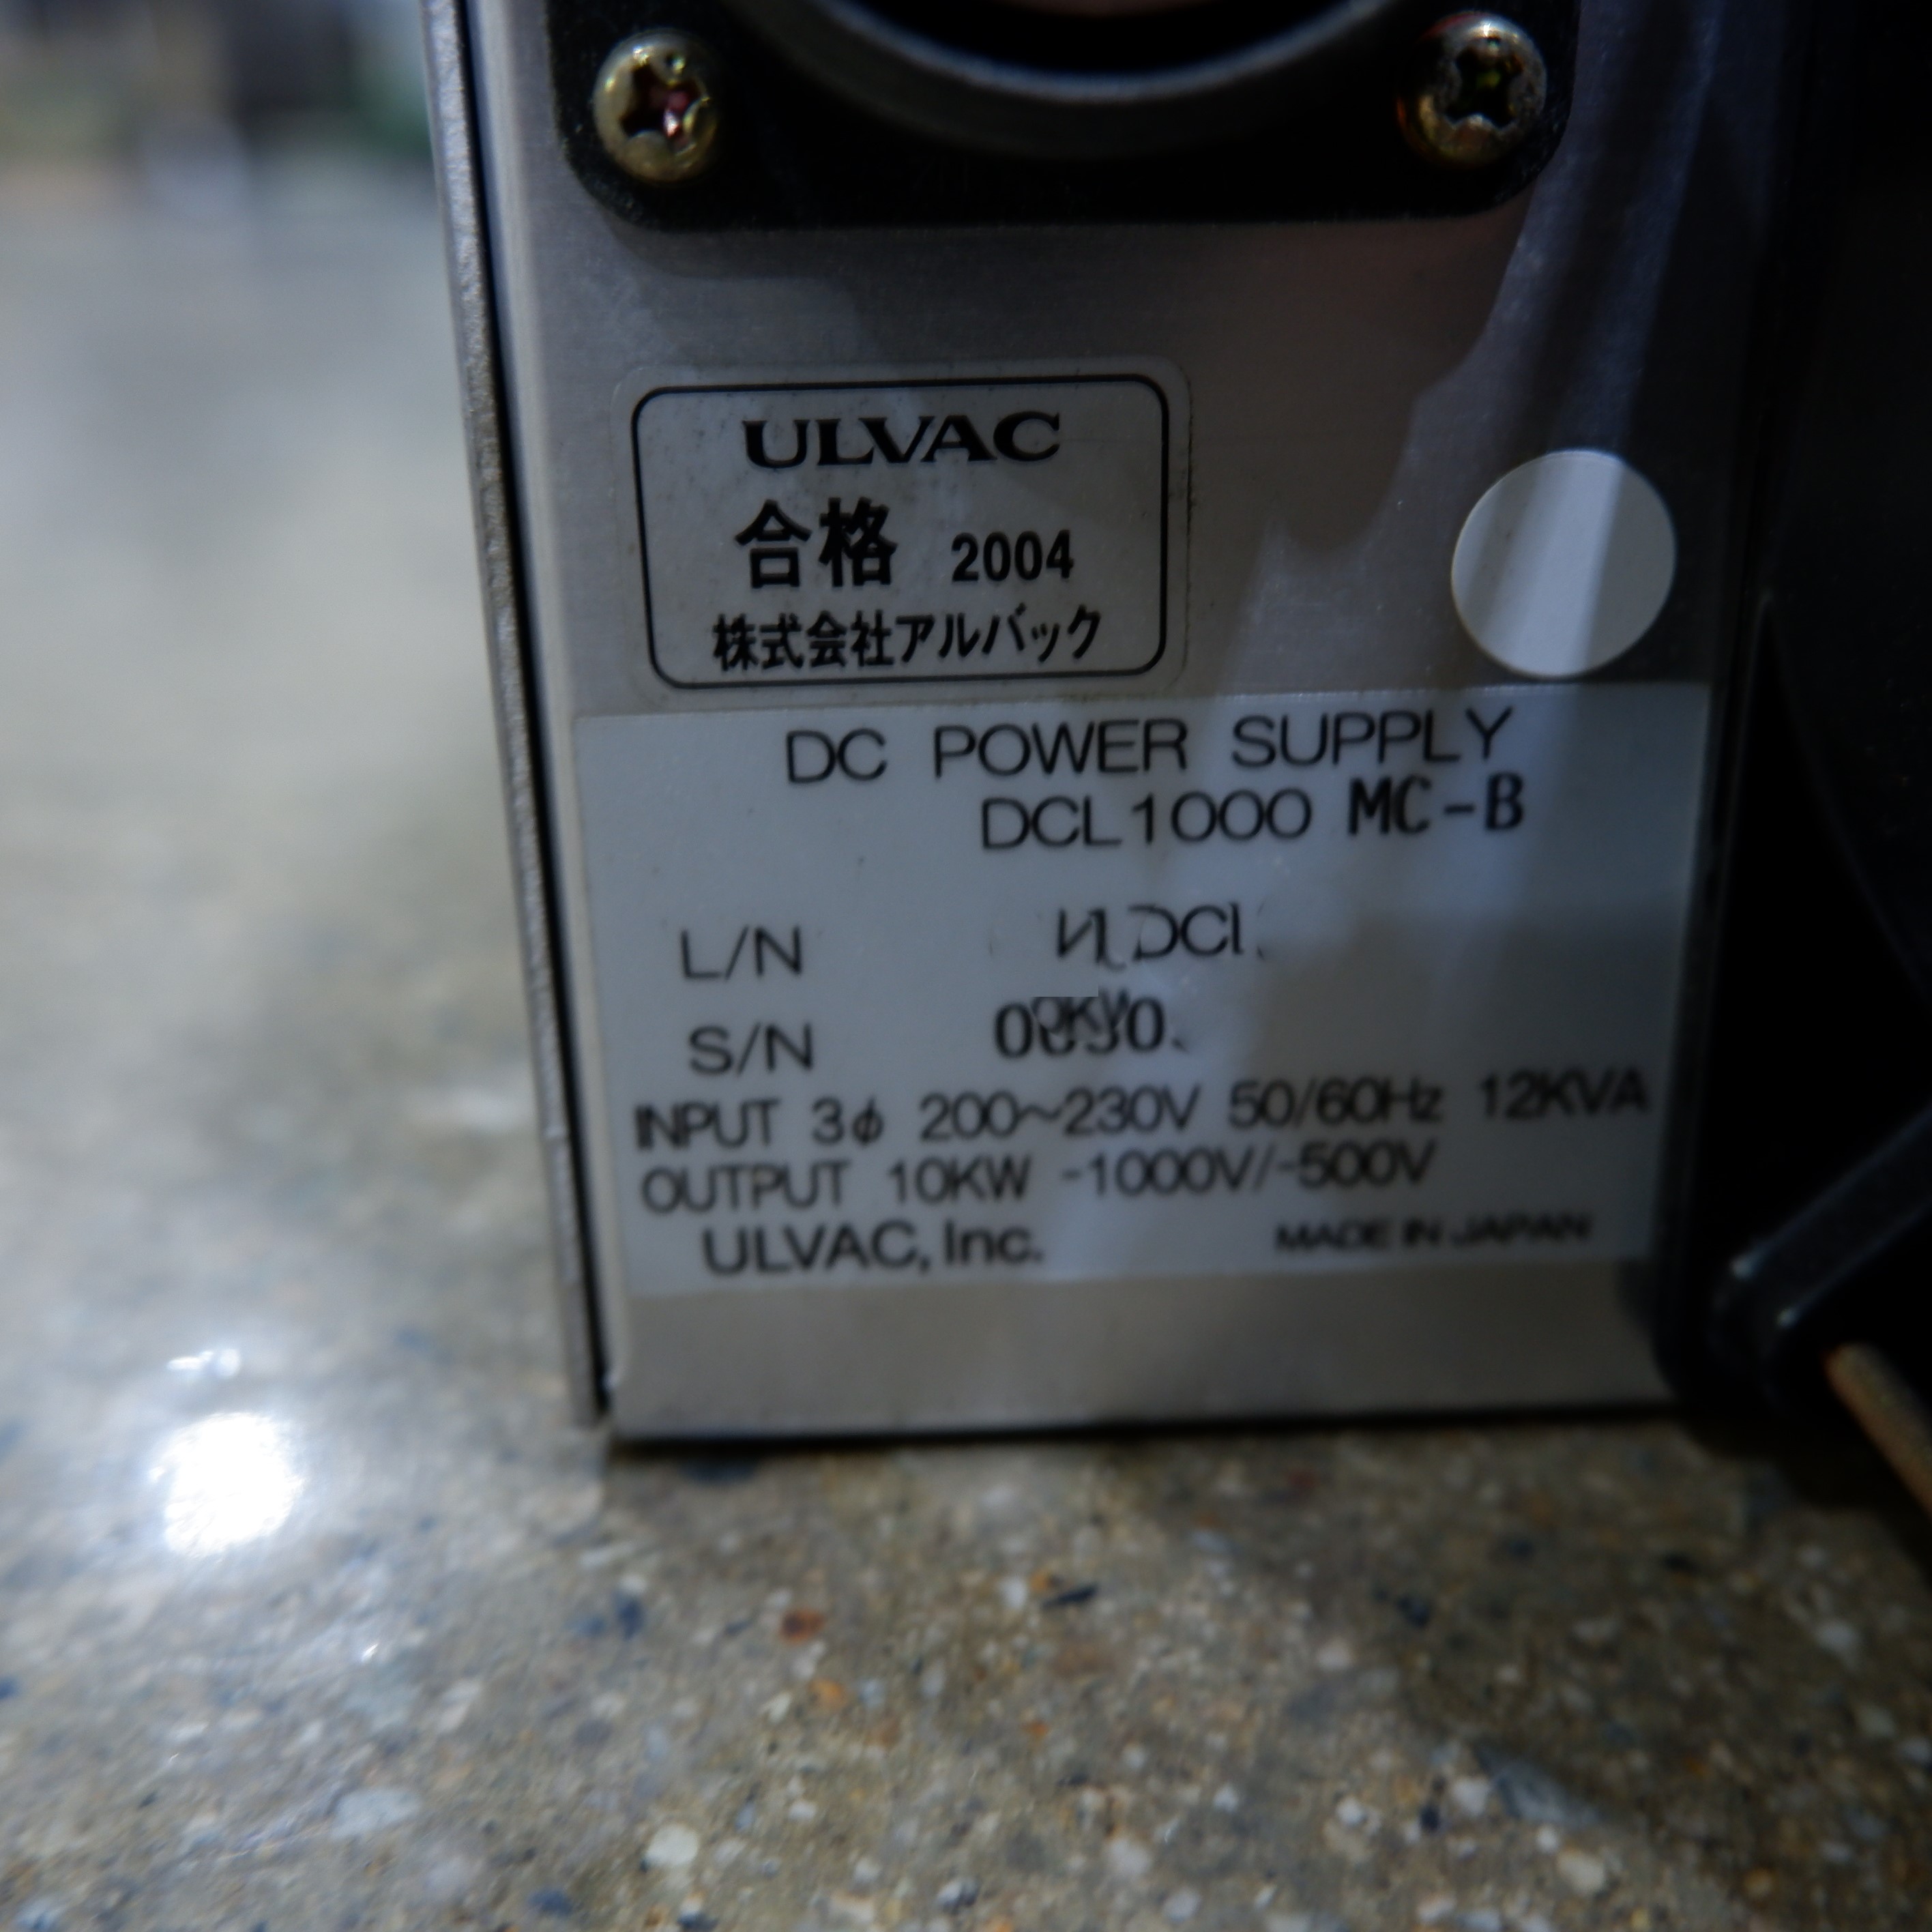 ULVAC
合格 2004
株式会社アルバック
DC POWER SUPPLY
DCL1000 MC-B
L/N
S/N
INPUT 3φ 200~230V 50/60Hz 12KVA
OUTPUT 10KW -1000V/-500V
ULVAC, Inc. MADE IN JAPAN